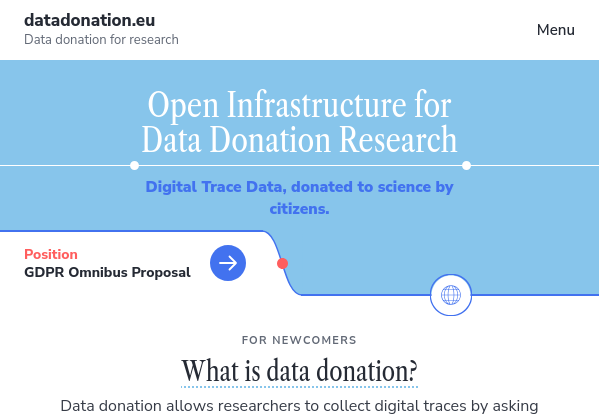 datadonation.eu
Data donation for research
Menu
Open Infrastructure for
Data Donation Research
Digital Trace Data, donated to science by
citizens.
Position
GDPR Omnibus Proposal
FOR NEWCOMERS
What is data donation?
Data donation allows researchers to collect digital traces by asking